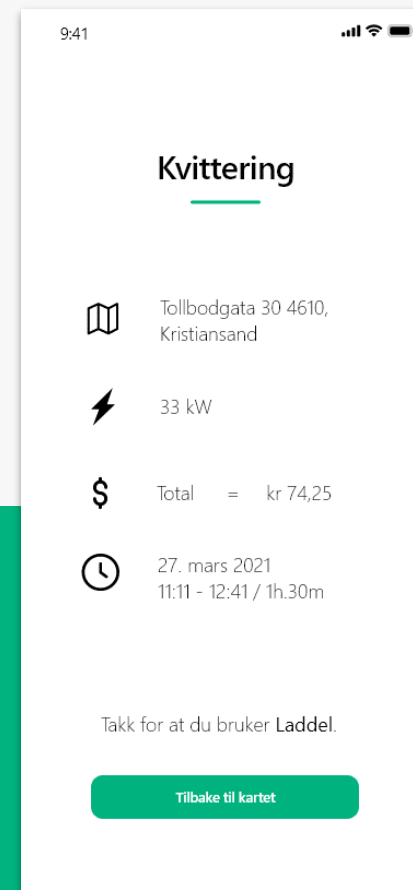 9:41
Kvittering
Tollbodgata 30 4610,
Kristiansand
33 kW
Total = kr 74,25
27. mars 2021
11:11 - 12:41 / 1h.30m
Takk for at du bruker Laddel.
Tilbake til kartet